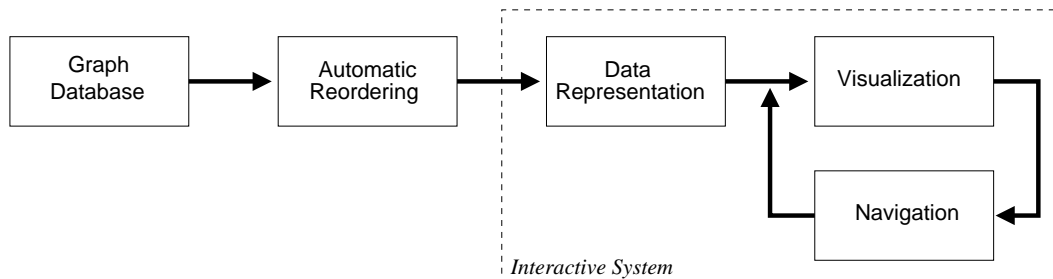 Graph
Database
Automatic
Reordering
Data
Representation
Visualization
Navigation
Interactive System